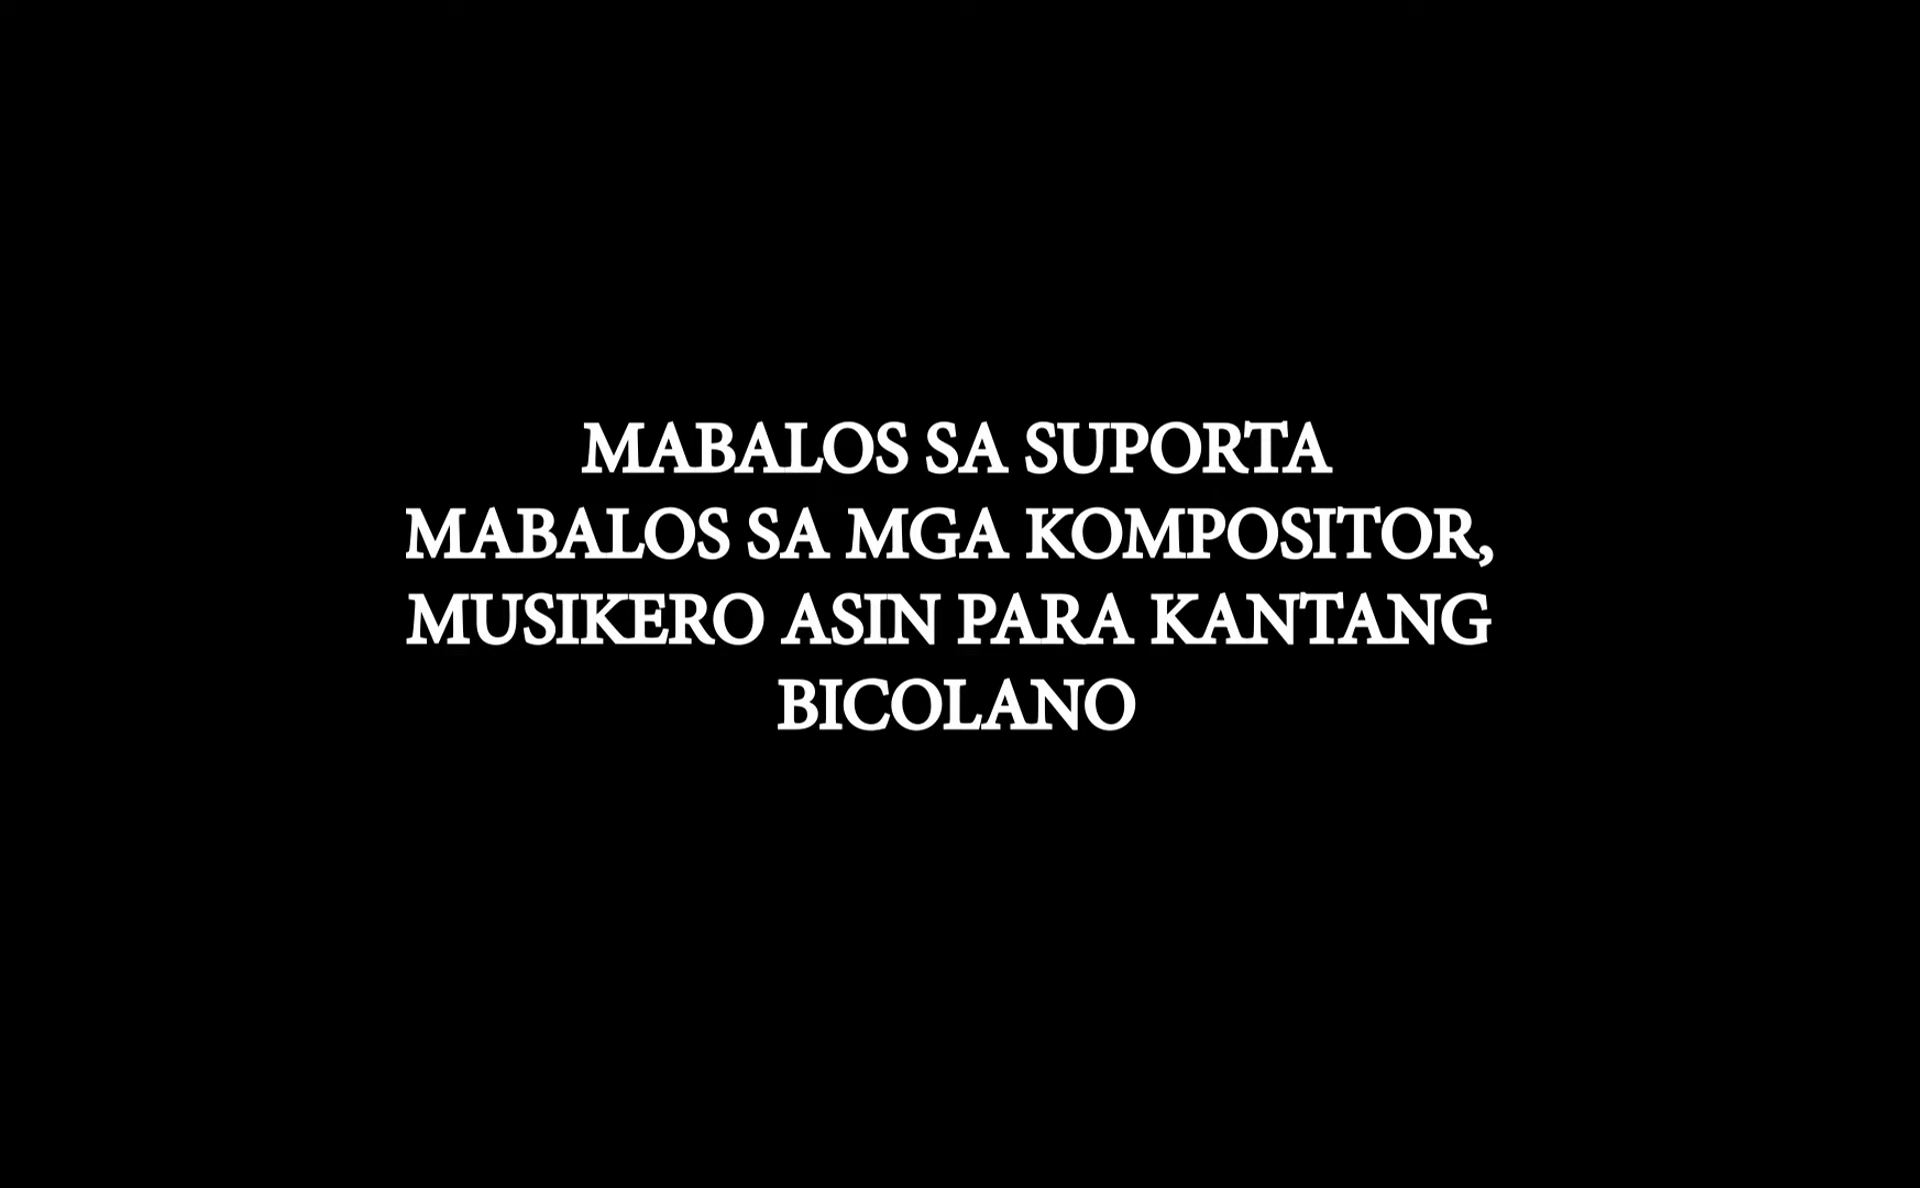 MABALOS SA SUPORTA
MABALOS SA MGA KOMPOSITOR,
MUSIKERO ASIN PARA KANTANG
BICOLANO